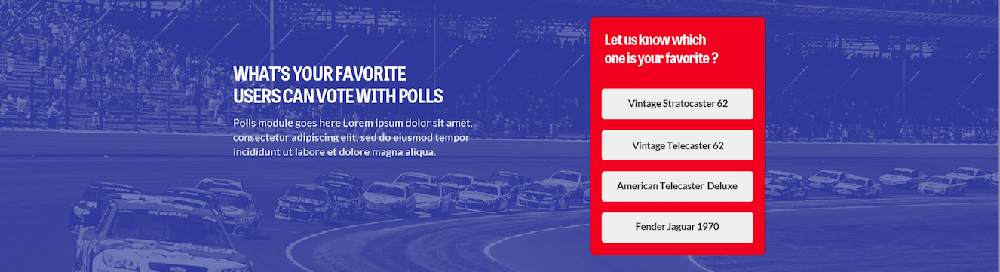 WHAT'S YOUR FAVORITE
USERS CAN VOTE WITH POLLS
Polls module goes here Lorem ipsum dolor sit amet,
consectetur adipiscing elit, sed do eiusmod tempor
incididunt ut labore et dolore magna aliqua.
Let us know which
one is your favorite ?
Vintage Stratocaster 62
Vintage Telecaster 62
American Telecaster Deluxe
Fender Jaguar 1970
NEWMAN